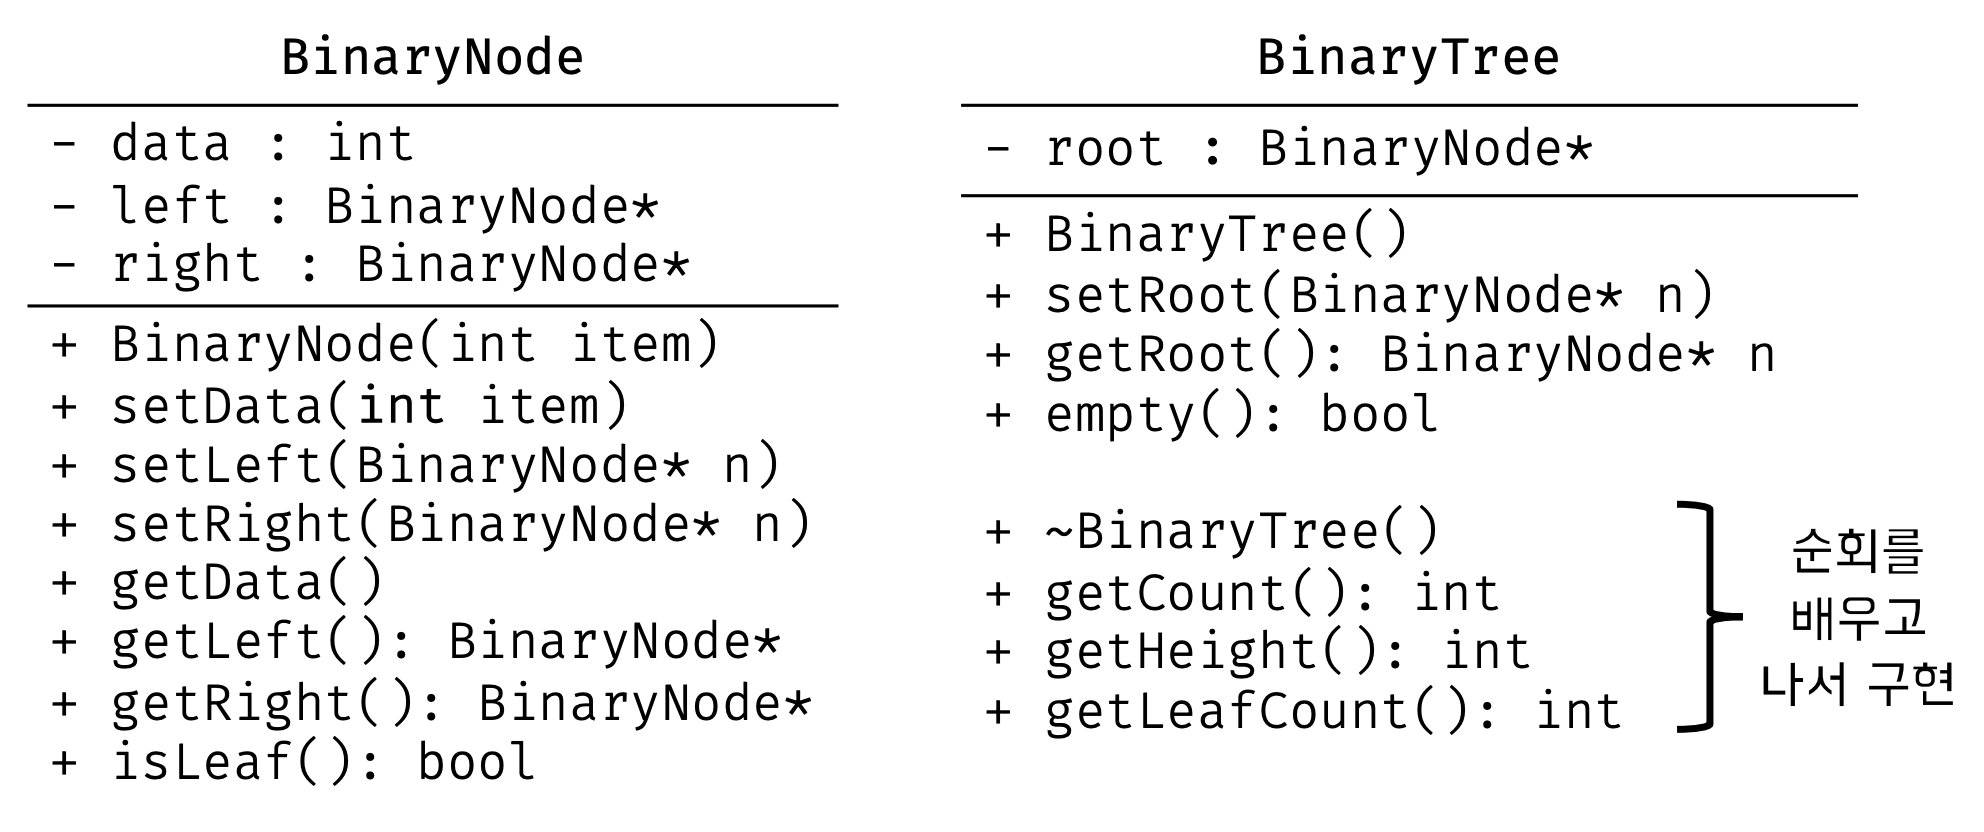 BinaryNode
- data : int
- left : BinaryNode*
- right : BinaryNode*
+ BinaryNode(int item)
+ setData(int item)
+ setLeft(BinaryNode* n)
+ setRight(BinaryNode* n)
+ getData()
+ getLeft(): BinaryNode*
+ getRight(): BinaryNode*
+ isLeaf(): bool
BinaryTree
- root : BinaryNode*
+ BinaryTree()
+ setRoot(BinaryNode* n)
+ getRoot(): BinaryNode* n
+ empty(): bool
+ ~BinaryTree()
+ getCount(): int
+ getHeight(): int
+ getLeafCount(): int
순회를
배우고
나서 구현